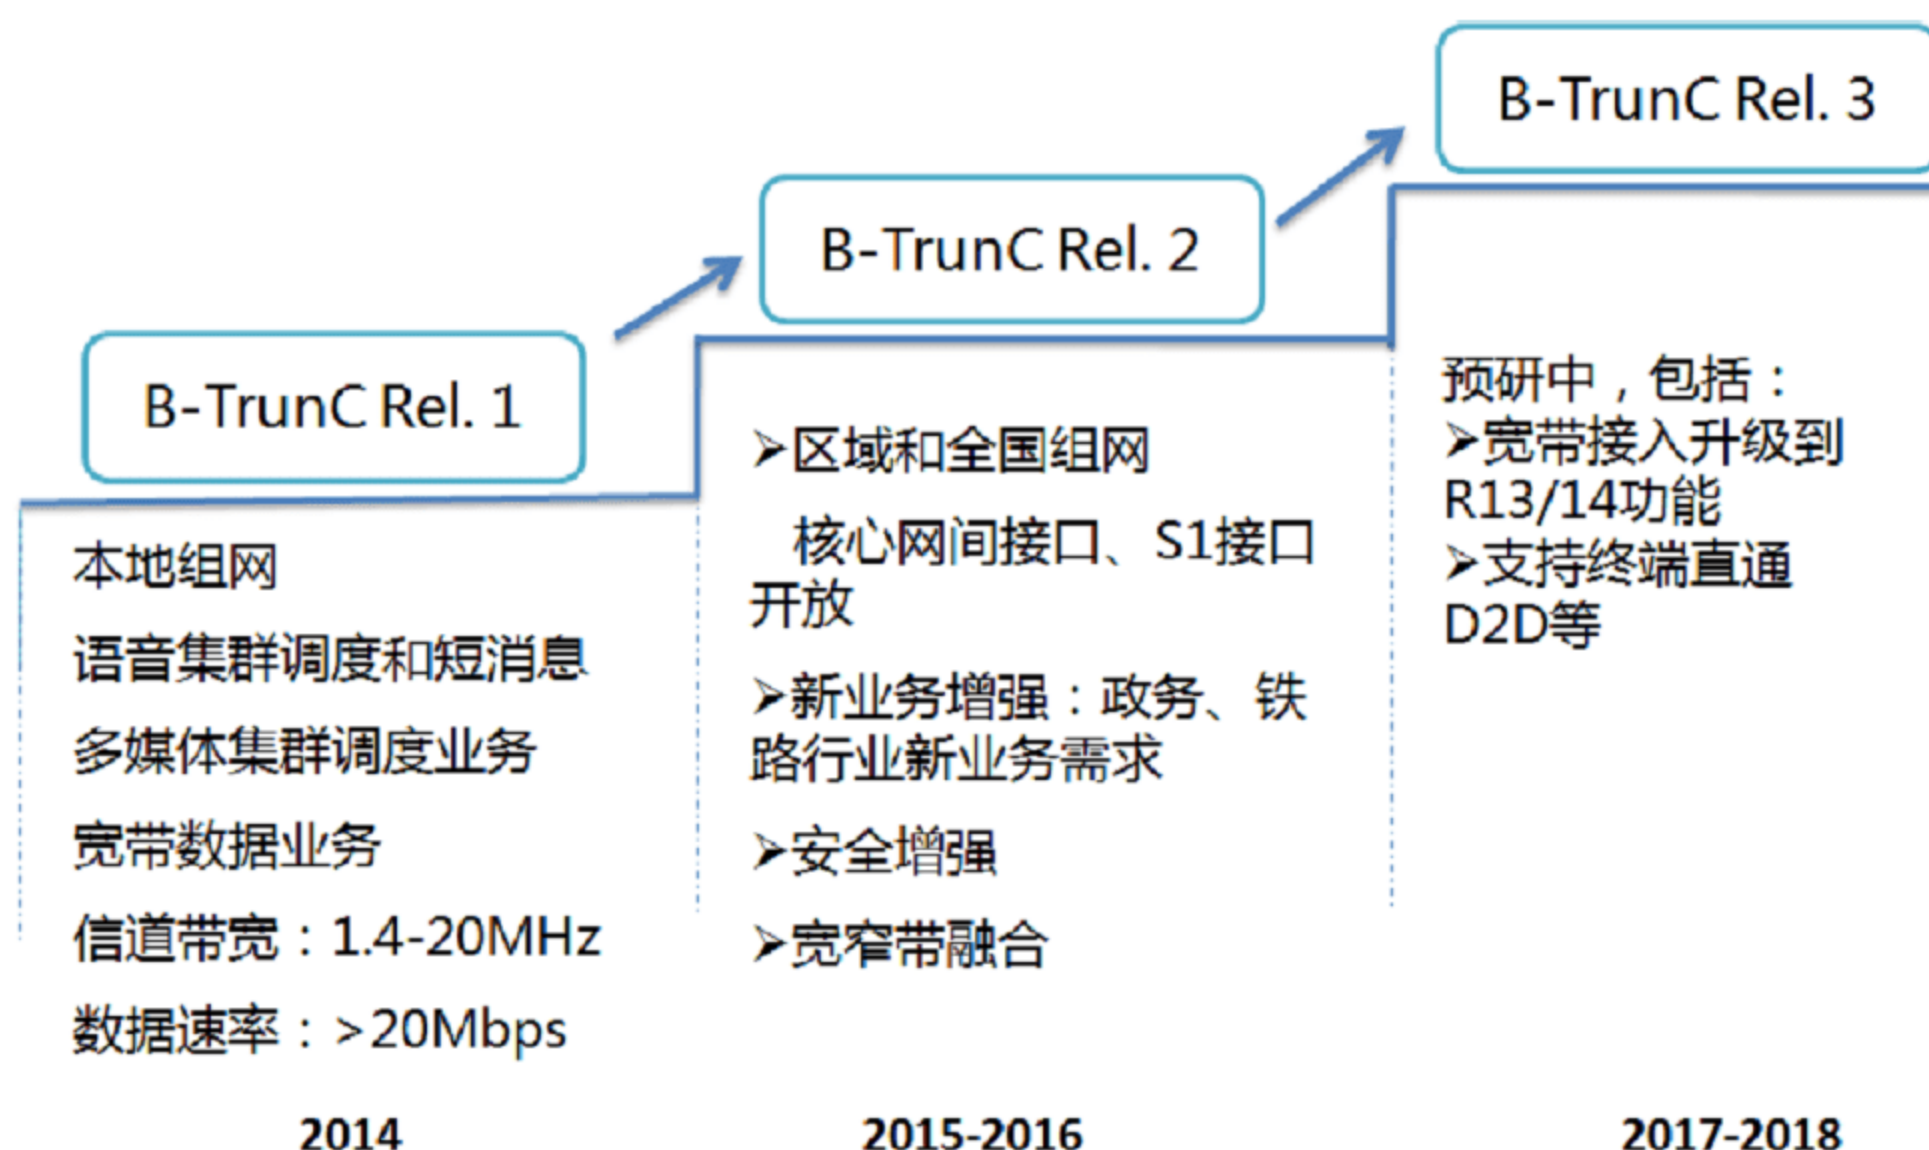 B-TrunC Rel. 1
本地组网
语音集群调度和短消息
多媒体集群调度业务
宽带数据业务
信道带宽：1.4-20MHz
数据速率：>20Mbps
2014
B-TrunC Rel. 2
➢区域和全国组网
核心网间接口、S1接口
开放
➢新业务增强：政务、铁
路行业新业务需求
➢安全增强
➢宽窄带融合
2015-2016
B-TrunC Rel. 3
预研中，包括：
➢宽带接入升级到
R13/14功能
➢支持终端直通
D2D等
2017-2018